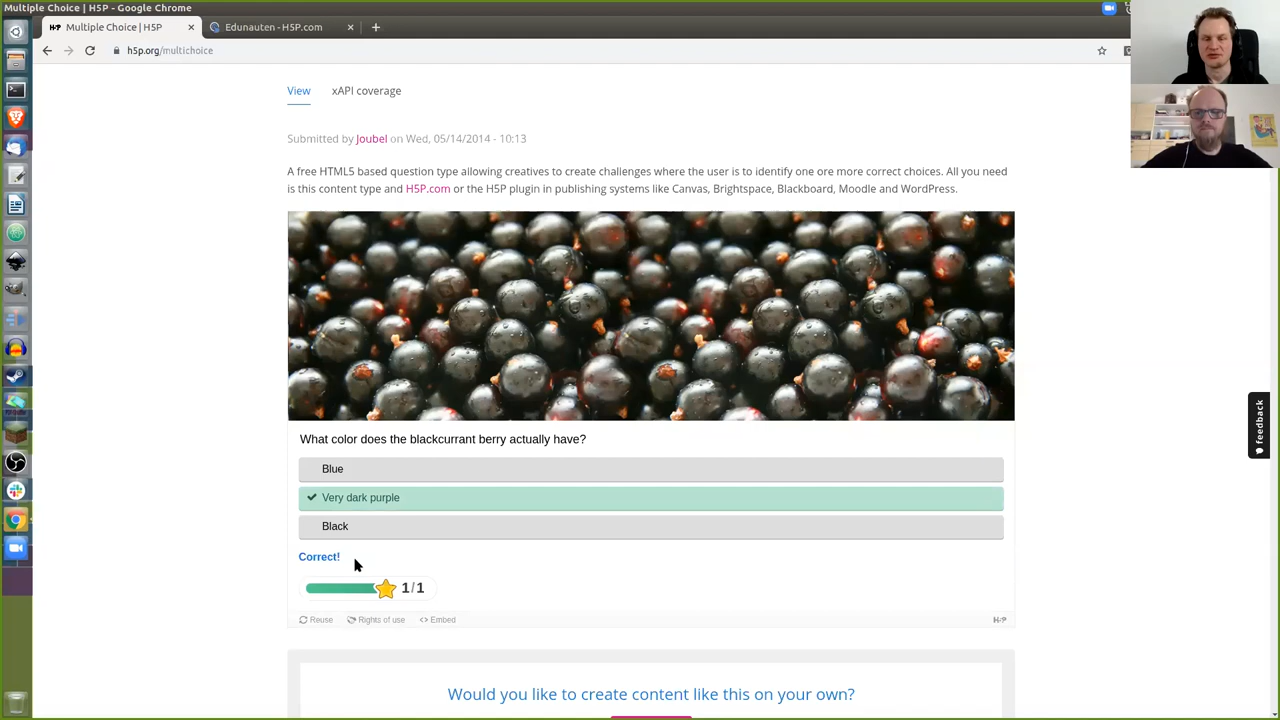 Multiple Choice | H5P - Google Chrome
H-P Multiple Choice | H5P
Edunauten - H5P.com
h5p.org/multichoice
View
xAPI coverage
Submitted by Joubel on Wed, 05/14/2014 - 10:13
A free HTML5 based question type allowing creatives to create challenges where the user is to identify one ore more correct choices. All you need
is this content type and H5P.com or the H5P plugin in publishing systems like Canvas, Brightspace, Blackboard, Moodle and WordPress.
What color does the blackcurrant berry actually have?
Blue
Very dark purple
Black
Correct!
1/1
Reuse
Rights of use
<> Embed
H-P
feedback
Would you like to create content like this on your own?